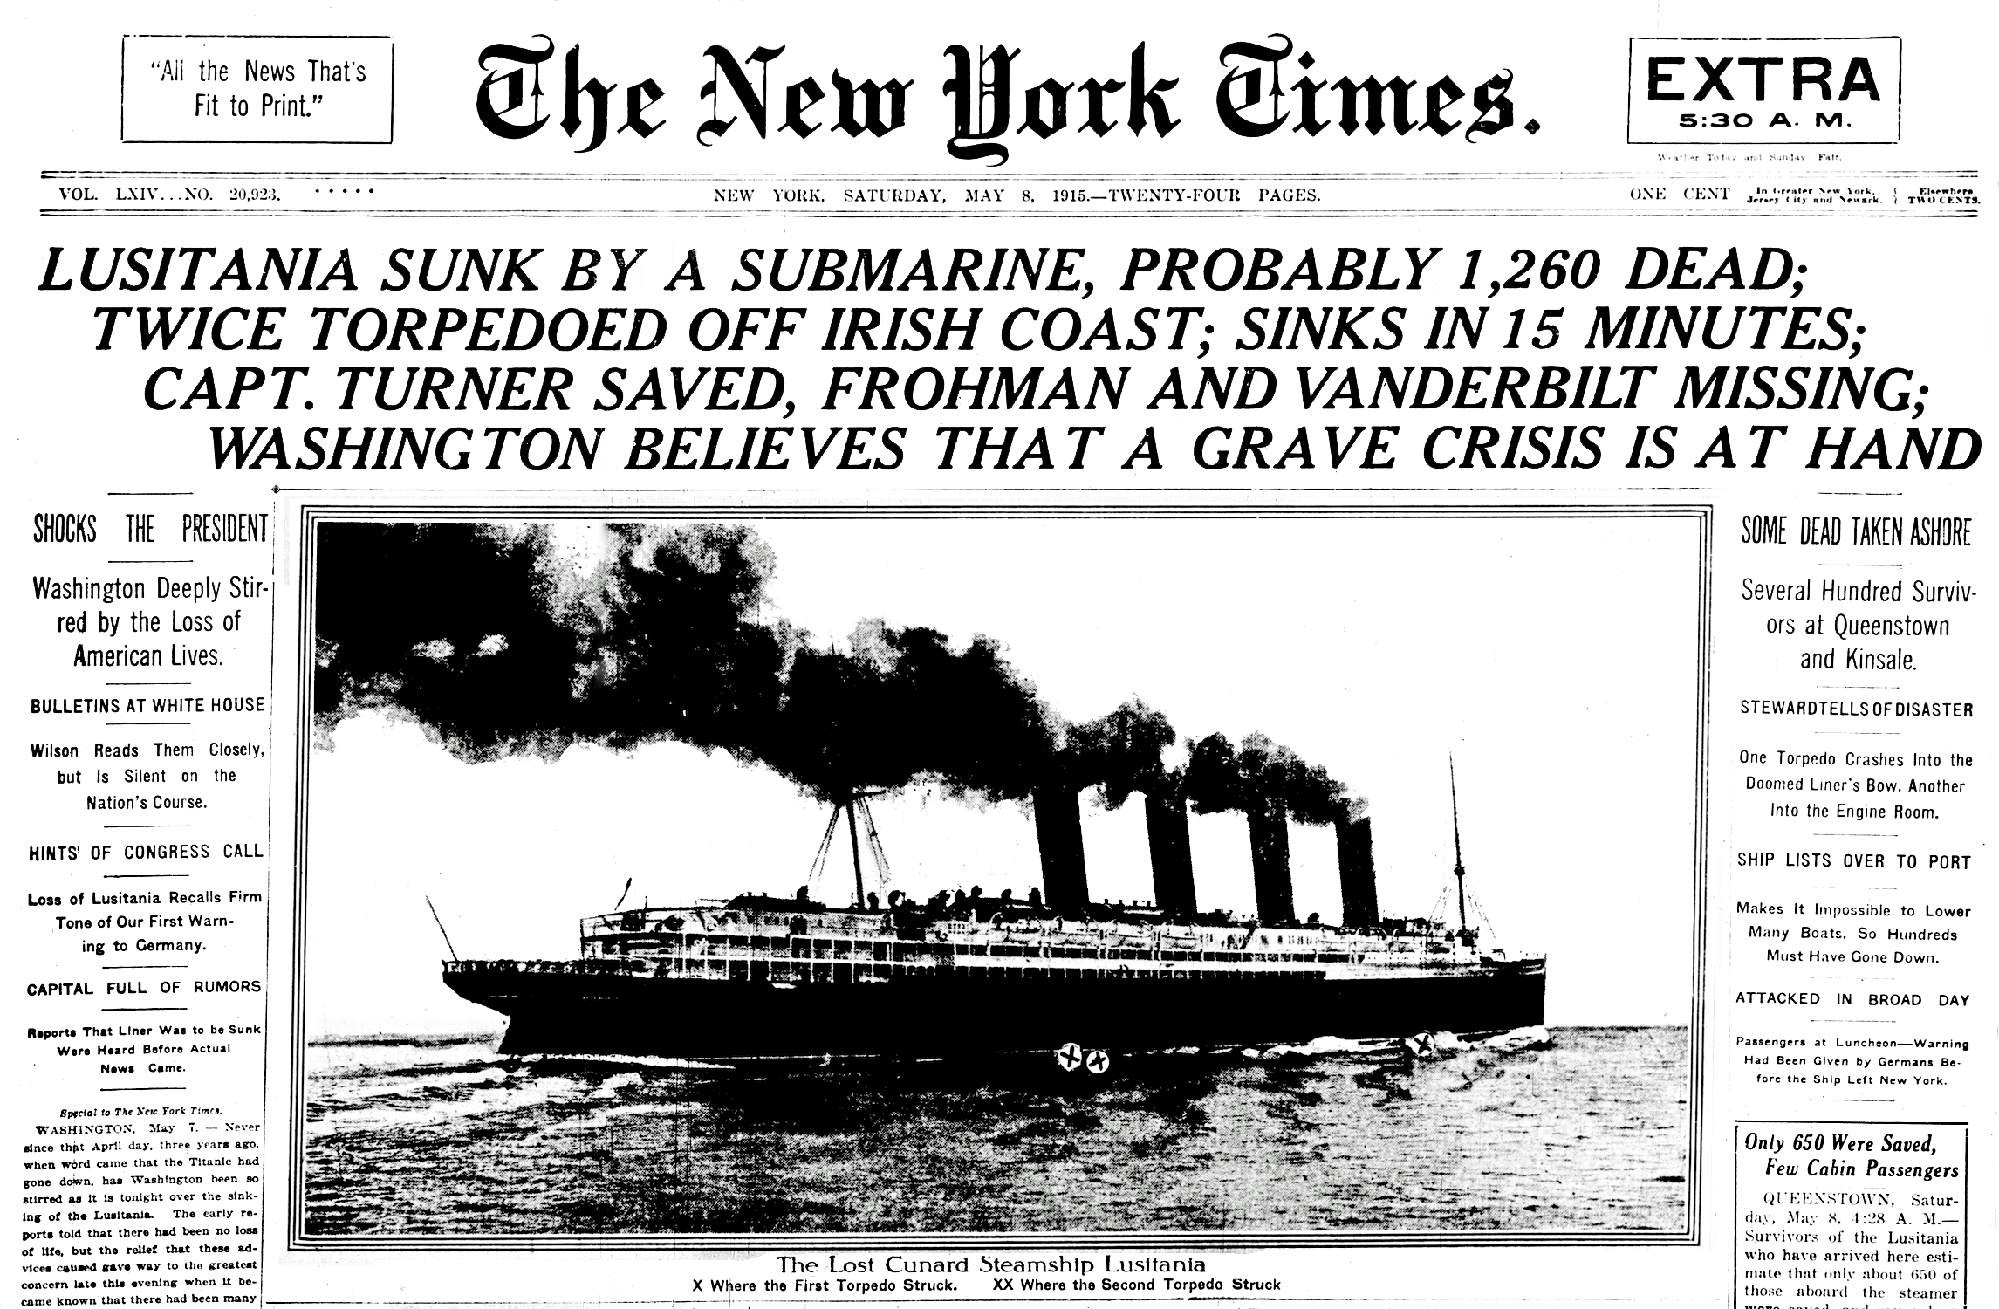 "All the News That's
Fit to Print."
The New York Times.
EXTRA
5:30 A. M.
Weather Today and Sunday Fair.
VOL. LXIV...NO. 20,923.
NEW YORK, SATURDAY, MAY 8, 1915.—TWENTY-FOUR PAGES.
ONE CENT
In Greater New York,
Jersey City and Newark.
Elsewhere
TWO CENTS.
LUSITANIA SUNK BY A SUBMARINE, PROBABLY 1,260 DEAD;
TWICE TORPEDOED OFF IRISH COAST; SINKS IN 15 MINUTES;
CAPT. TURNER SAVED, FROHMAN AND VANDERBILT MISSING;
WASHINGTON BELIEVES THAT A GRAVE CRISIS IS AT HAND
SHOCKS THE PRESIDENT
Washington Deeply Stir-
red by the Loss of
American Lives.
BULLETINS AT WHITE HOUSE
Wilson Reads Them Closely,
but Is Silent on the
Nation's Course.
HINTS' OF CONGRESS CALL
Loss of Lusitania Recalls Firm
Tone of Our First Warn-
ing to Germany.
CAPITAL FULL OF RUMORS
Reports That Liner Was to be Sunk
Were Heard Before Actual
News Came.
Special to The New York Times.
WASHINGTON, May 7. — Never
since that April day, three years ago,
when word came that the Titanic had
gone down, has Washington been so
stirred as it is tonight over the sink-
ing of the Lusitania. The early re-
ports told that there had been no loss
of life, but the relief that these ad-
vices caused gave way to the greatest
concern late this evening when it be-
came known that there had been many
X X
X
The Lost Cunard Steamship Lusitania
X Where the First Torpedo Struck. XX Where the Second Torpedo Struck
SOME DEAD TAKEN ASHORE
Several Hundred Surviv-
ors at Queenstown
and Kinsale.
STEWARD TELLS OF DISASTER
One Torpedo Crashes Into the
Doomed Liner's Bow, Another
Into the Engine Room.
SHIP LISTS OVER TO PORT
Makes It Impossible to Lower
Many Boats, So Hundreds
Must Have Gone Down.
ATTACKED IN BROAD DAY
Passengers at Luncheon—Warning
Had Been Given by Germans Be-
fore the Ship Left New York.
Only 650 Were Saved,
Few Cabin Passengers
QUEENSTOWN, Satur-
day, May 8, 4:28 A. M.—
Survivors of the Lusitania
who have arrived here esti-
mate that only about 650 of
those aboard the steamer